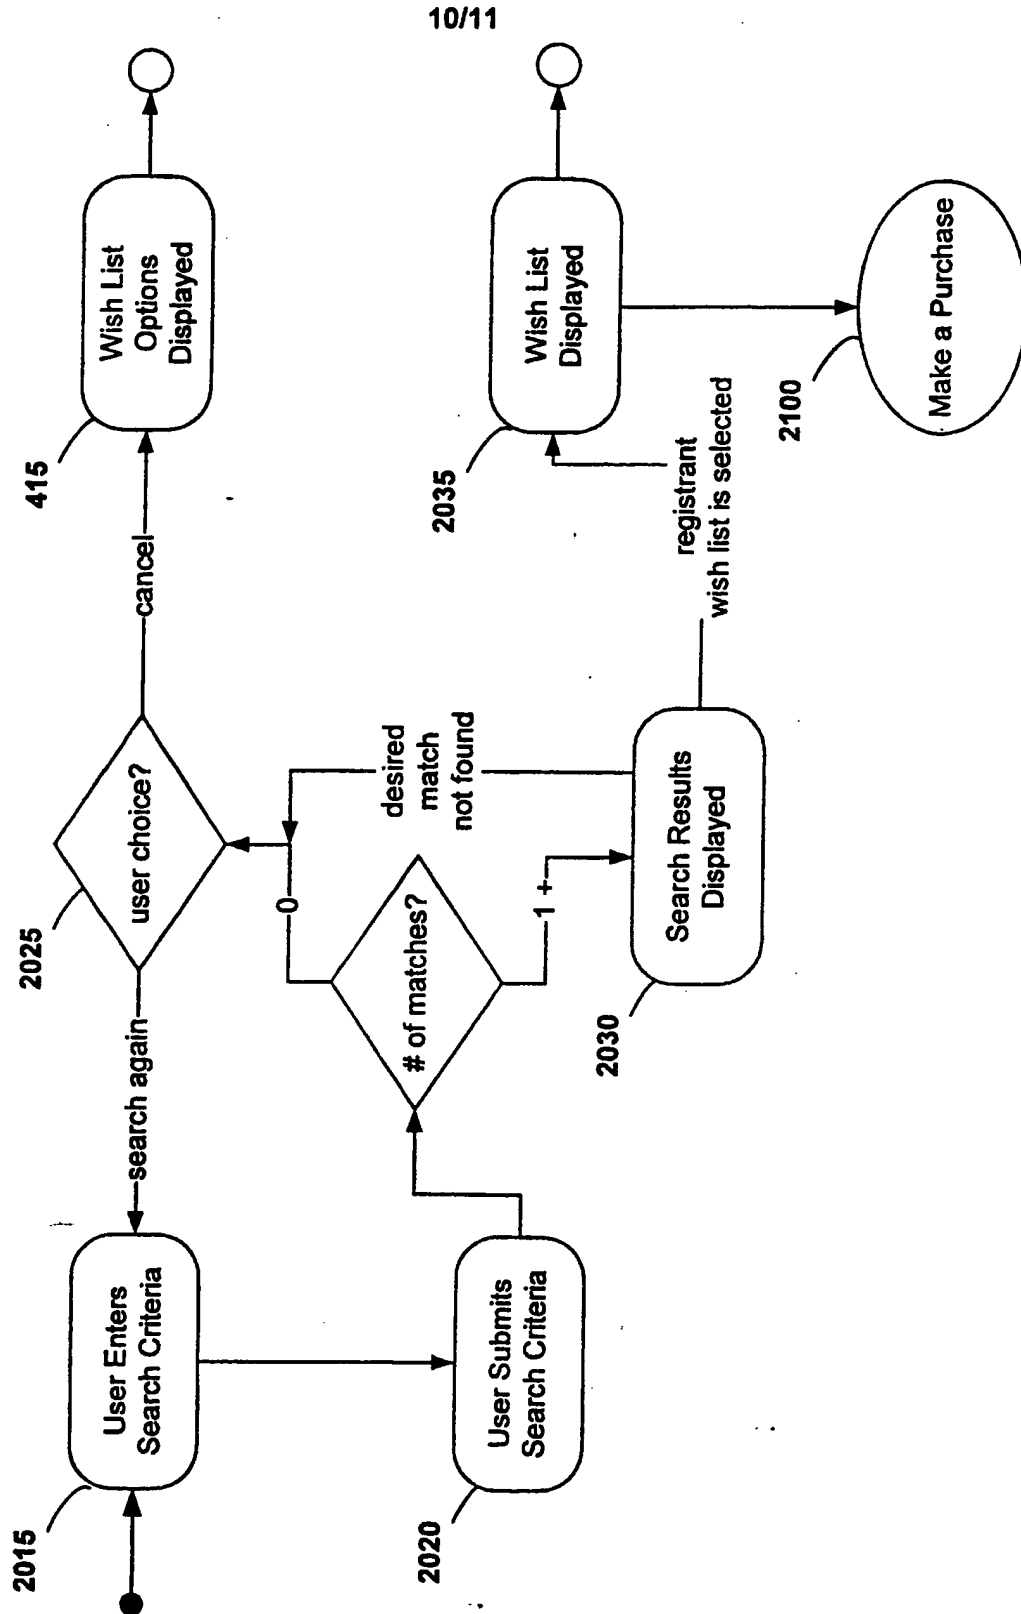 10/11
2015
User Enters
Search Criteria
search again
2025
user choice?
cancel
415
Wish List
Options
Displayed
2020
User Submits
Search Criteria
# of matches?
0
1 +
desired
match
not found
2030
Search Results
Displayed
registrant
wish list is selected
2035
Wish List
Displayed
2100
Make a Purchase